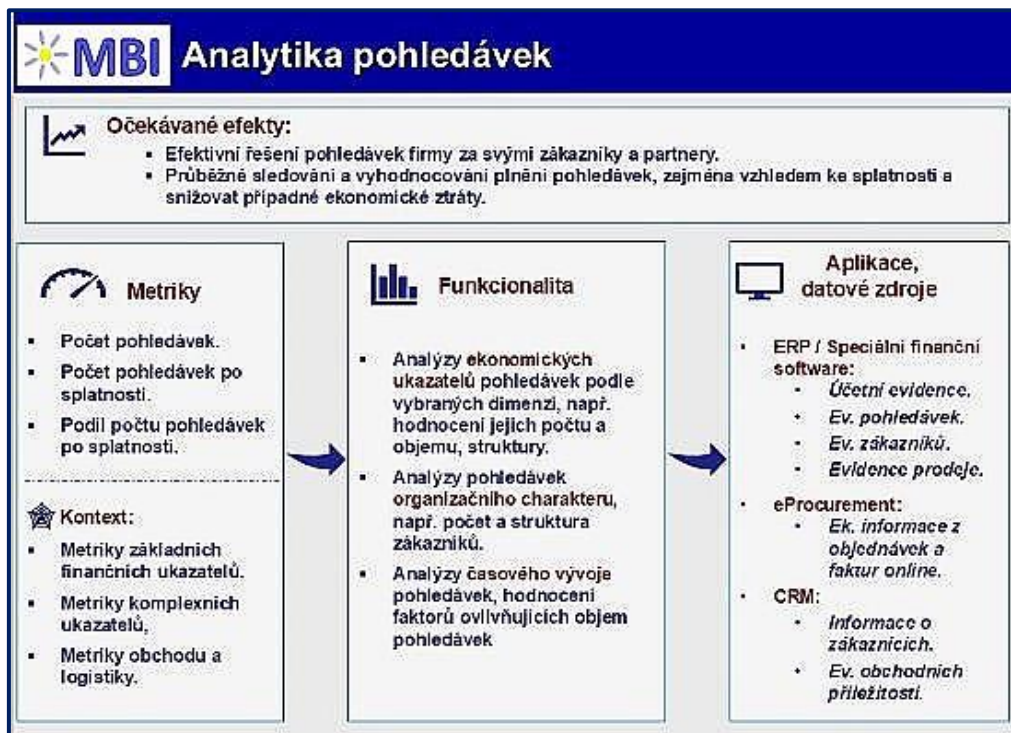 MBI Analytika pohledávek
Očekávané efekty:
▪ Efektivní řešení pohledávek firmy za svými zákazníky a partnery.
▪ Průběžné sledování a vyhodnocování plnění pohledávek, zejména vzhledem ke splatnosti a
snižovat případné ekonomické ztráty.
Metriky
▪ Počet pohledávek.
▪ Počet pohledávek po
splatnosti.
▪ Podíl počtu pohledávek
po splatnosti.
Kontext:
▪ Metriky základních
finančních ukazatelů.
▪ Metriky komplexních
ukazatelů,
▪ Metriky obchodu a
logistiky.
Funkcionalita
▪ Analýzy ekonomických
ukazatelů pohledávek podle
vybraných dimenzí, např.
hodnocení jejich počtu a
objemu, struktury.
▪ Analýzy pohledávek
organizačního charakteru,
např. počet a struktura
zákazníků.
▪ Analýzy časového vývoje
pohledávek, hodnocení
faktorů ovlivňujících objem
pohledávek
Aplikace,
datové zdroje
• ERP / Speciální finanční
software:
• Účetní evidence.
• Ev. pohledávek.
• Ev. zákazníků.
• Evidence prodeje.
• eProcurement:
• Ek. informace z
objednávek a
faktur online.
• CRM:
• Informace o
zákaznících.
• Ev. obchodních
příležitostí.